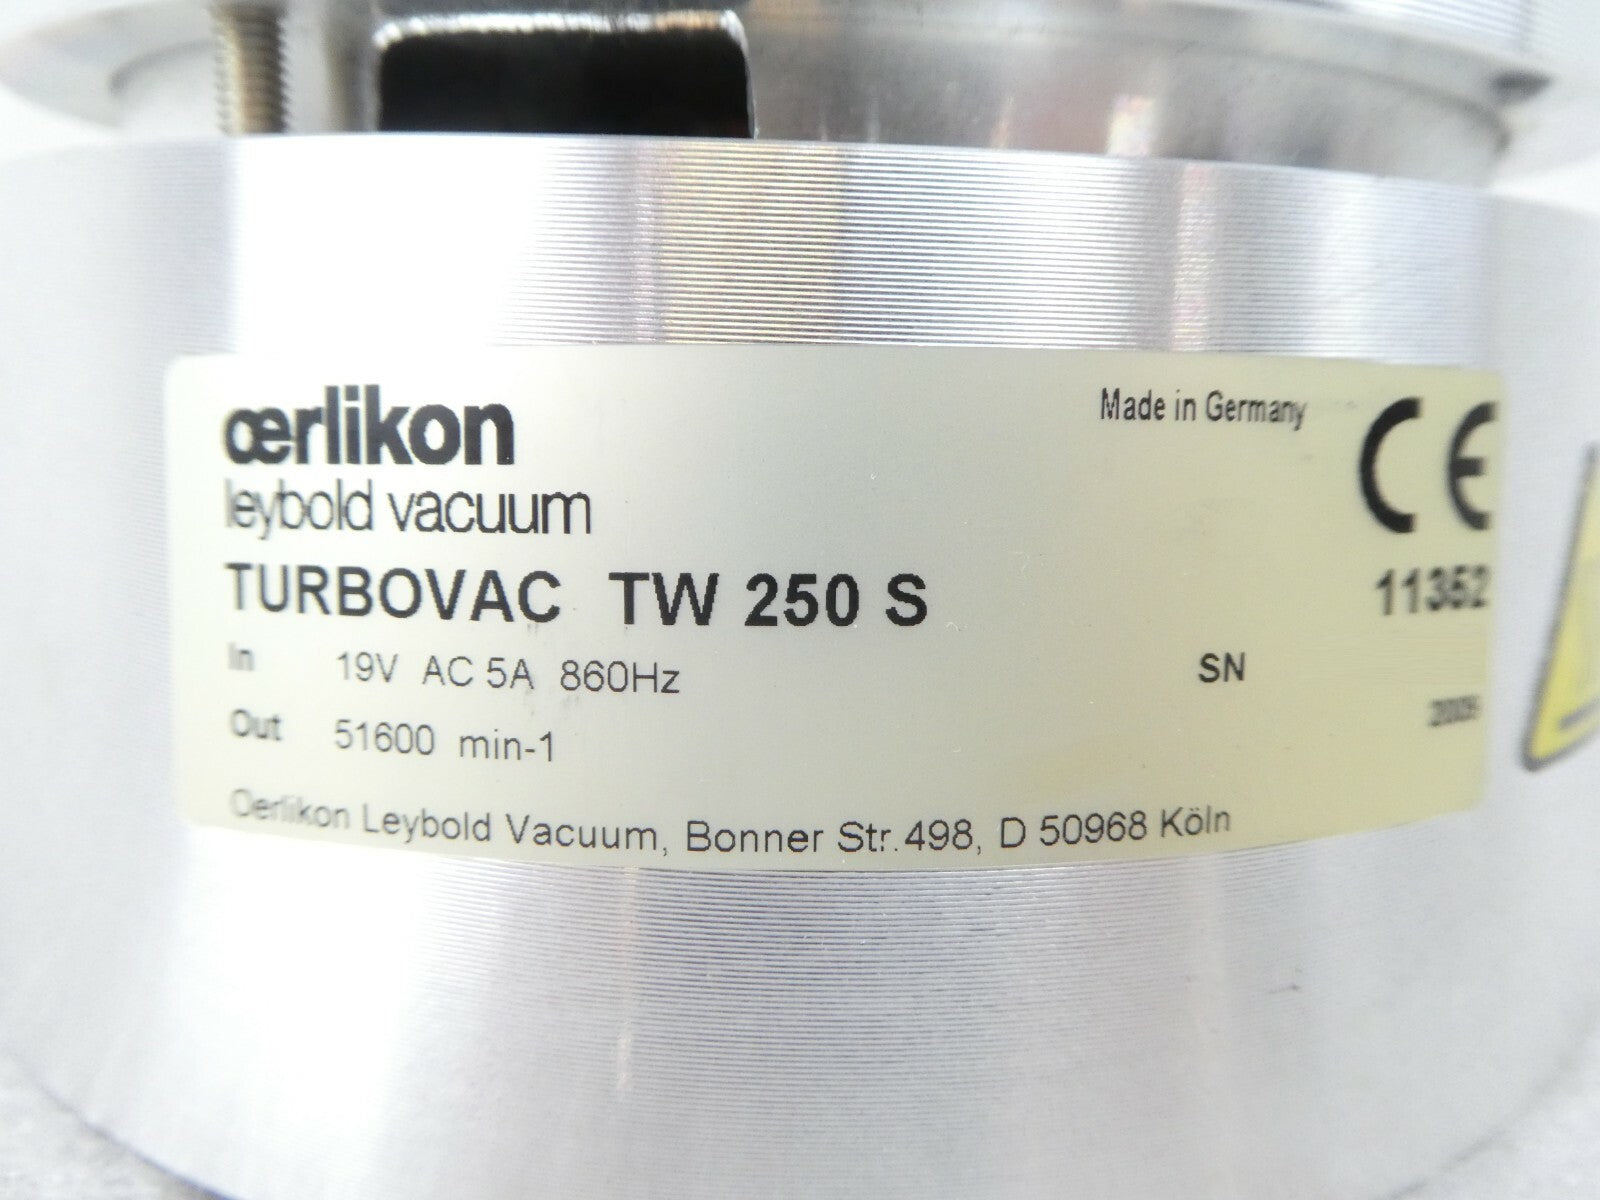 œrlikon
leybold vacuum
Made in Germany
CE
TURBOVAC TW 250 S
11352
In 19V AC 5A 860Hz
SN
Out 51600 min-1
Oerlikon Leybold Vacuum, Bonner Str.498, D 50968 Köln